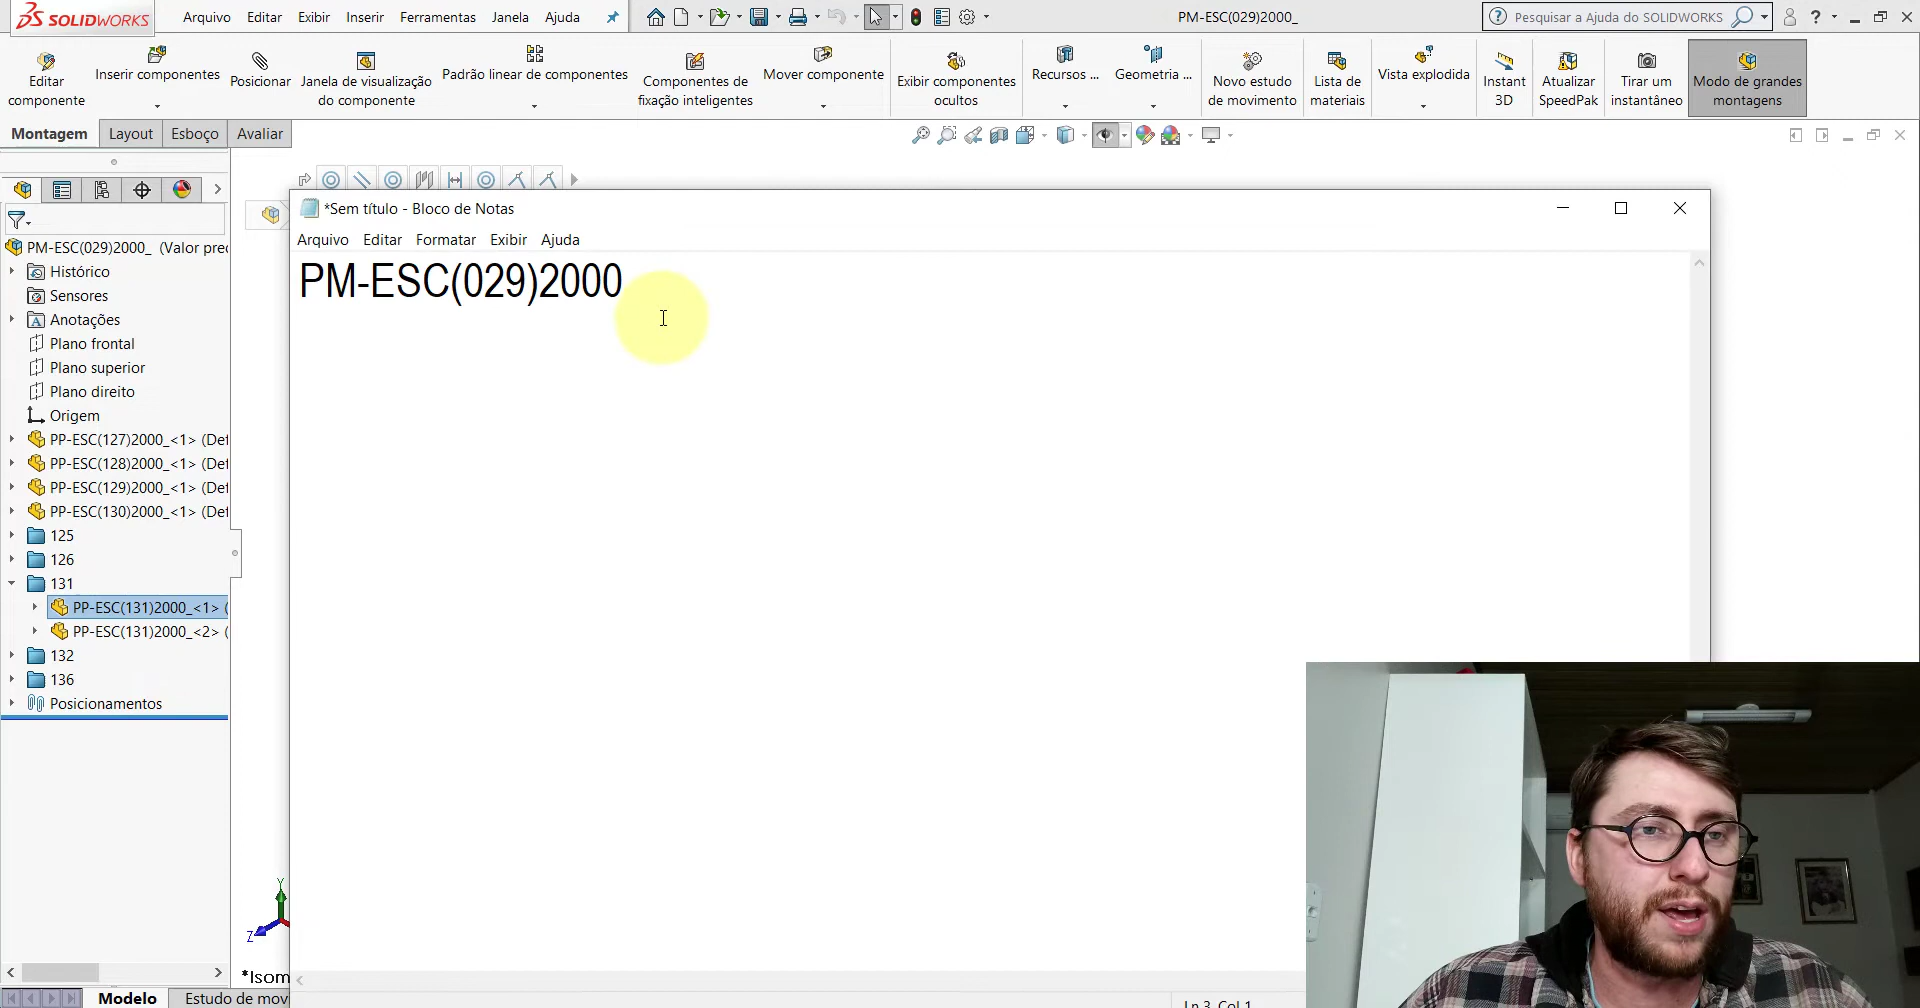 SOLIDWORKS Arquivo Editar Exibir Inserir Ferramentas Janela Ajuda PM-ESC(029)2000_ Pesquisar a Ajuda do SOLIDWORKS ?
Editar componente
Inserir componentes
Posicionar
Janela de visualização do componente
Padrão linear de componentes
Componentes de fixação inteligentes
Mover componente
Exibir componentes ocultos
Recursos ...
Geometria ...
Novo estudo de movimento
Lista de materiais
Vista explodida
Instant 3D
Atualizar SpeedPak
Tirar um instantâneo
Modo de grandes montagens
Montagem Layout Esboço Avaliar
*Sem título - Bloco de Notas
Arquivo Editar Formatar Exibir Ajuda
PM-ESC(029)2000
PM-ESC(029)2000_ (Valor pred
Histórico
Sensores
Anotações
Plano frontal
Plano superior
Plano direito
Origem
PP-ESC(127)2000_<1> (Def
PP-ESC(128)2000_<1> (Def
PP-ESC(129)2000_<1> (Def
PP-ESC(130)2000_<1> (Def
125
126
131
PP-ESC(131)2000_<1> (
PP-ESC(131)2000_<2> (
132
136
Posicionamentos
Y
Z
*Isom
Modelo Estudo de mov
Ln 3, Col 1